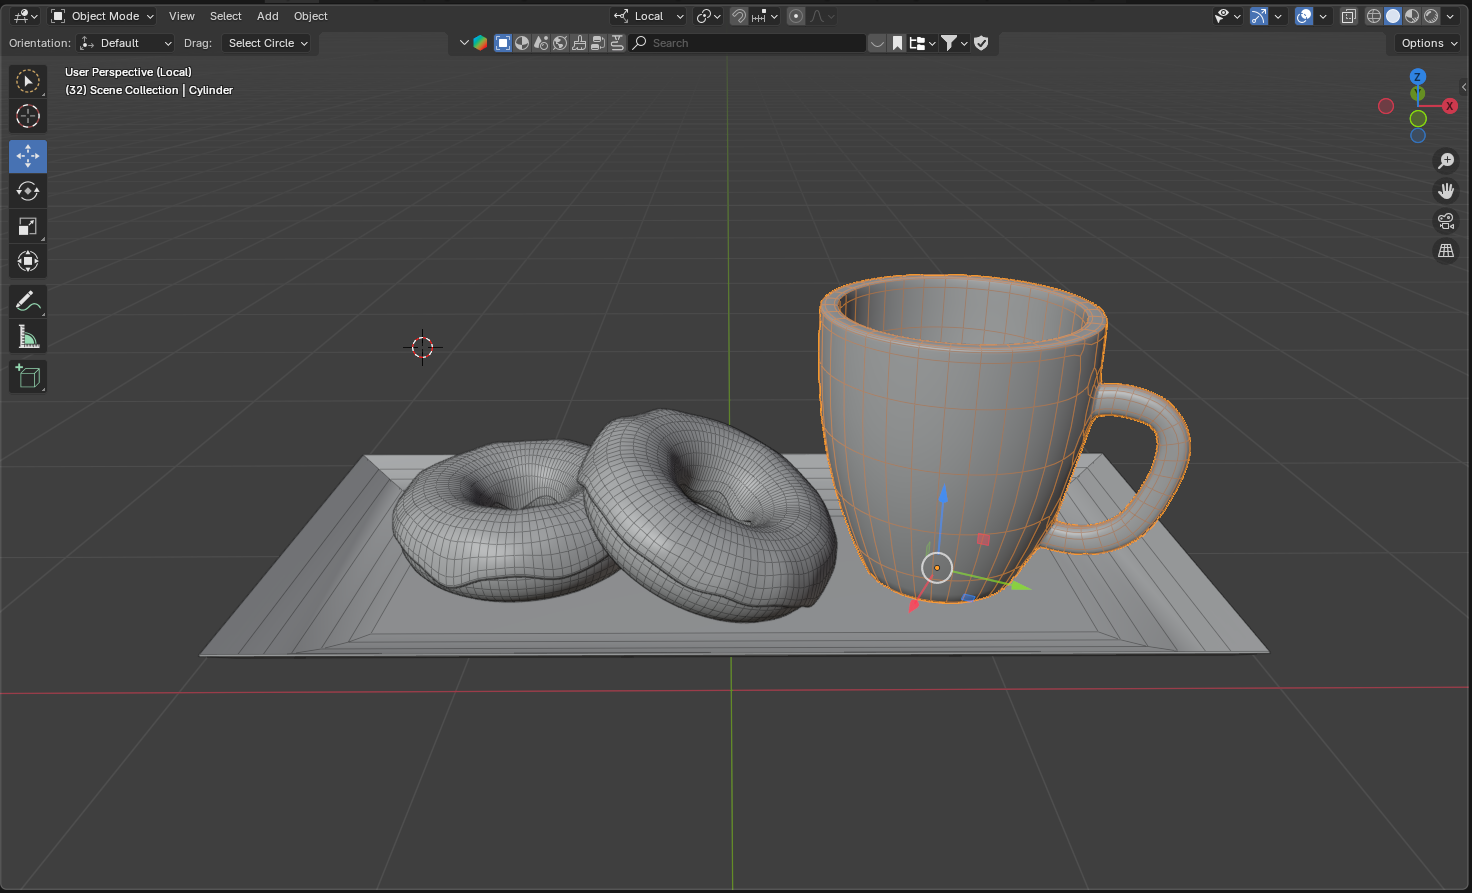 Object Mode View Select Add Object Local
Orientation: Default Drag: Select Circle Search Options
User Perspective (Local)
(32) Scene Collection | Cylinder
Z
Y
X